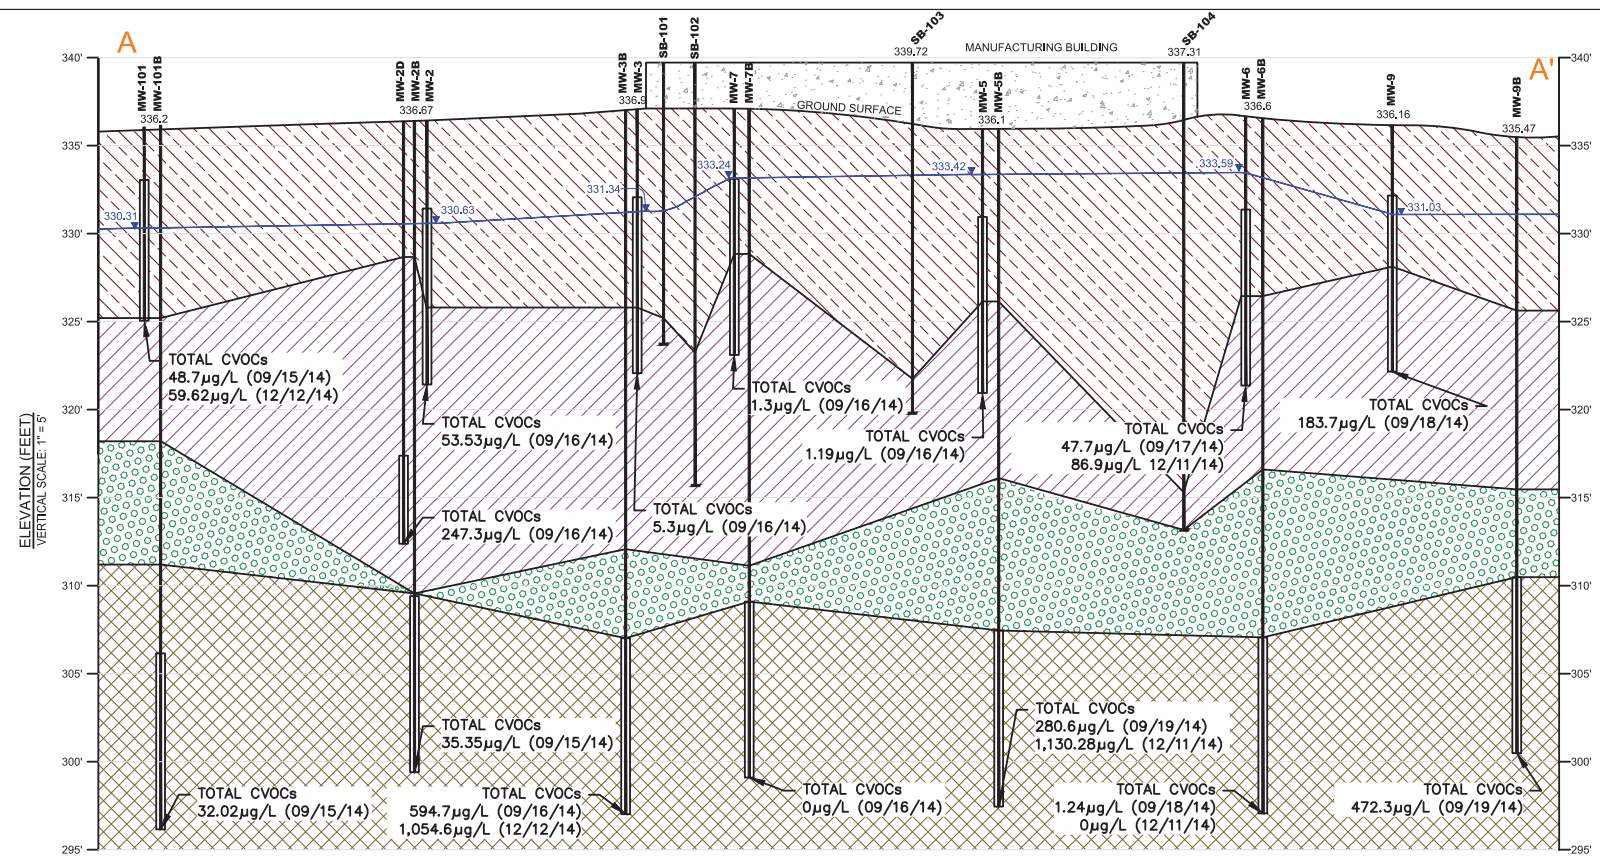 A
A'
MW-101
MW-101B
336.2
MW-2D
MW-2B
MW-2
336.67
MW-3B
MW-3
336.9
SB-101
SB-102
MW-7
MW-7B
SB-103
339.72
MANUFACTURING BUILDING
SB-104
337.31
MW-5
MW-5B
336.1
MW-6
MW-6B
336.6
MW-9
336.16
MW-9B
335.47
GROUND SURFACE
340'
335'
330'
325'
320'
315'
310'
305'
300'
295'
340'
335'
330'
325'
320'
315'
310'
305'
300'
295'
ELEVATION (FEET)
VERTICAL SCALE: 1" = 5'
330.31
330.63
331.34
333.24
333.42
333.59
331.03
TOTAL CVOCs
48.7µg/L (09/15/14)
59.62µg/L (12/12/14)
TOTAL CVOCs
53.53µg/L (09/16/14)
TOTAL CVOCs
247.3µg/L (09/16/14)
TOTAL CVOCs
5.3µg/L (09/16/14)
TOTAL CVOCs
1.3µg/L (09/16/14)
TOTAL CVOCs
1.19µg/L (09/16/14)
TOTAL CVOCs
47.7µg/L (09/17/14)
86.9µg/L 12/11/14)
TOTAL CVOCs
183.7µg/L (09/18/14)
TOTAL CVOCs
32.02µg/L (09/15/14)
TOTAL CVOCs
35.35µg/L (09/15/14)
TOTAL CVOCs
594.7µg/L (09/16/14)
1,054.6µg/L (12/12/14)
TOTAL CVOCs
0µg/L (09/16/14)
TOTAL CVOCs
280.6µg/L (09/19/14)
1,130.28µg/L (12/11/14)
TOTAL CVOCs
1.24µg/L (09/18/14)
0µg/L (12/11/14)
TOTAL CVOCs
472.3µg/L (09/19/14)